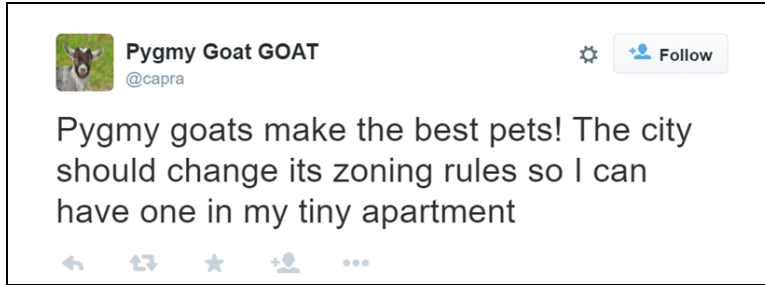 Pygmy Goat GOAT
@capra
Follow
Pygmy goats make the best pets! The city
should change its zoning rules so I can
have one in my tiny apartment